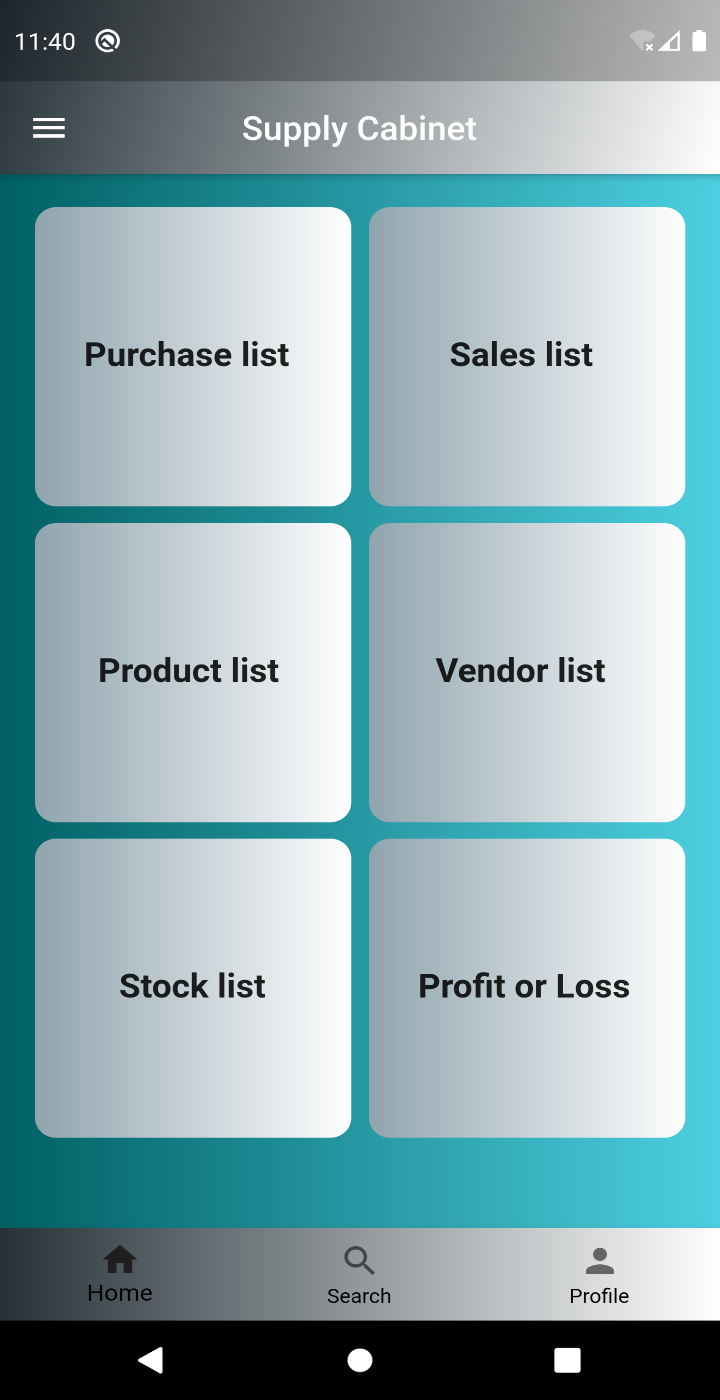 11:40
Supply Cabinet
Purchase list
Sales list
Product list
Vendor list
Stock list
Profit or Loss
Home
Search
Profile